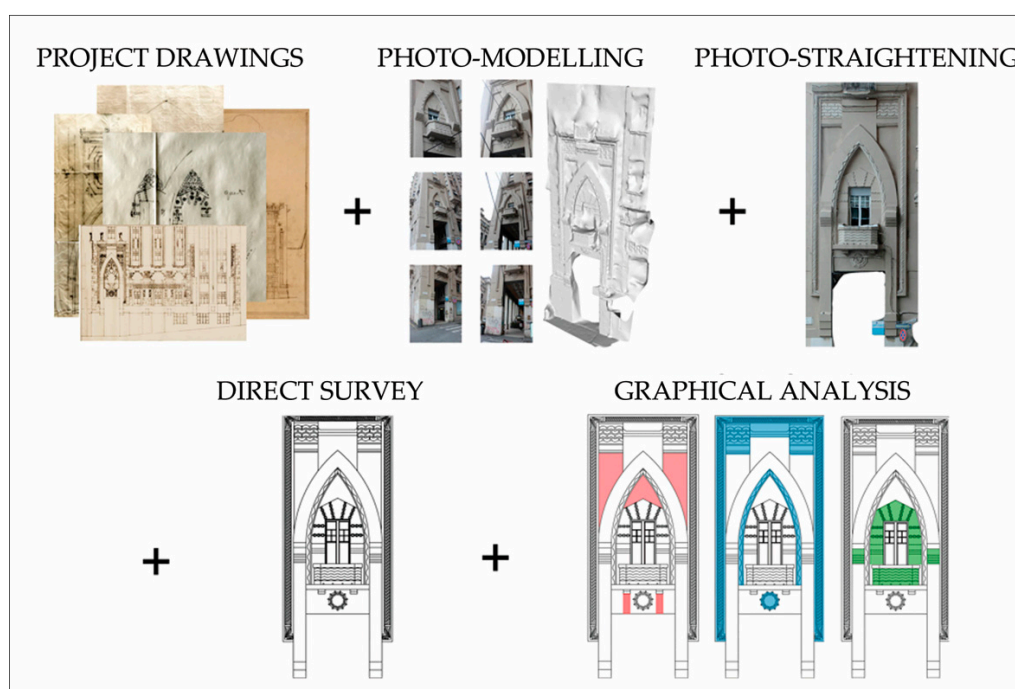 PROJECT DRAWINGS
PHOTO-MODELLING
PHOTO-STRAIGHTENING
+
+
DIRECT SURVEY
GRAPHICAL ANALYSIS
+
+